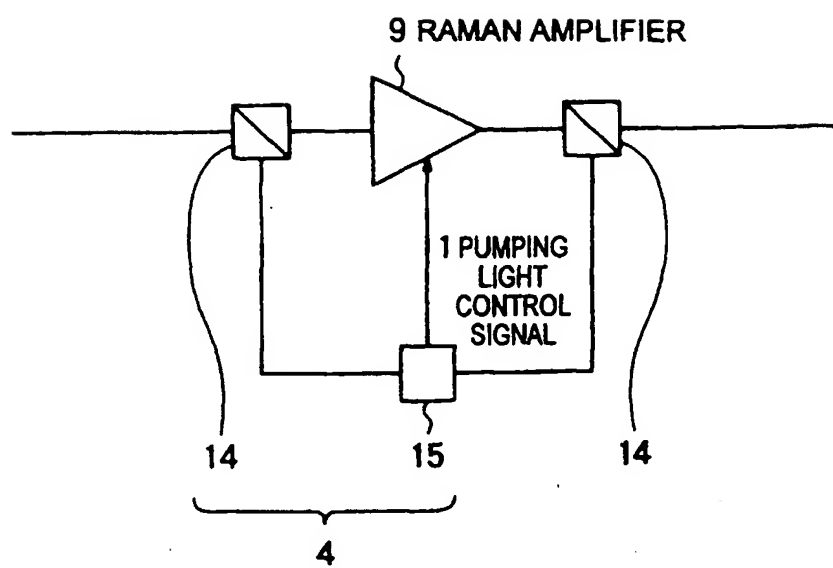 9 RAMAN AMPLIFIER
1 PUMPING
LIGHT
CONTROL
SIGNAL
14
15
14
4